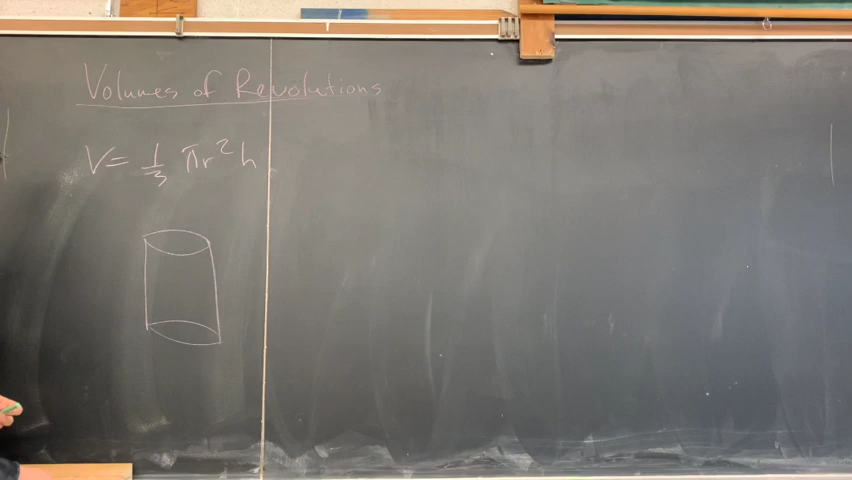 Volumes of Revolutions
V= 1/3 πr²h